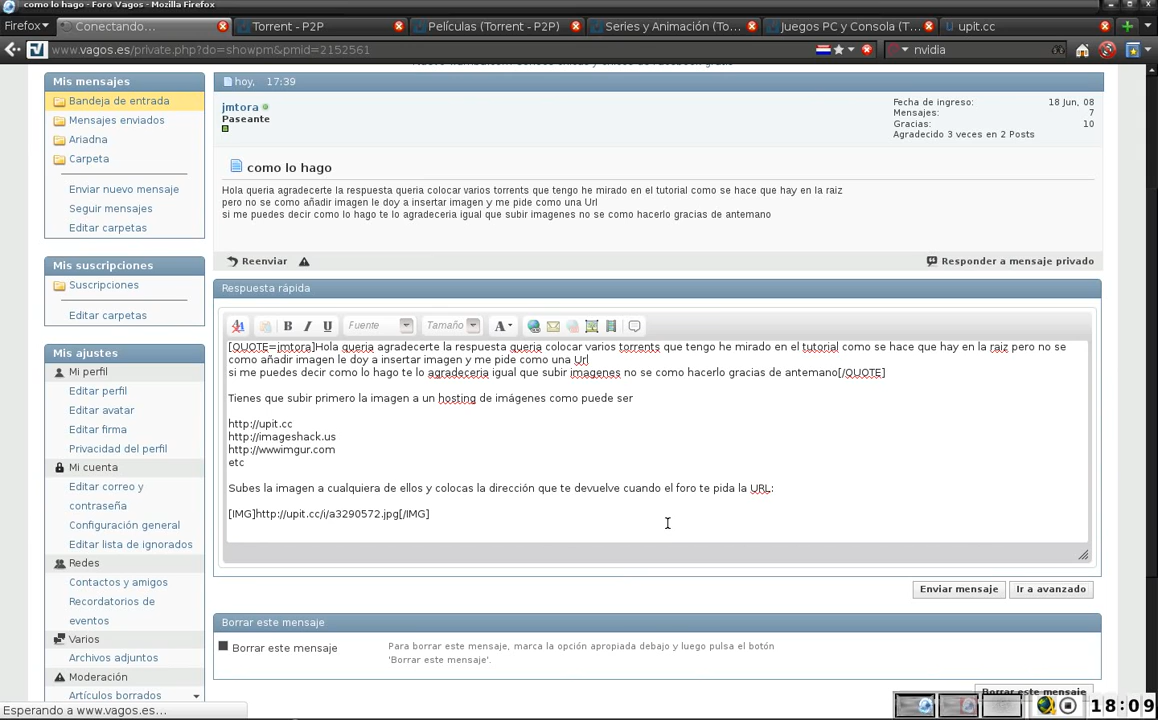 como lo hago - Foro Vagos - Mozilla Firefox
Firefox
Conectando...
Torrent - P2P
Películas (Torrent - P2P)
Series y Animación (To...
Juegos PC y Consola (T...
upit.cc
www.vagos.es/private.php?do=showpm&pmid=2152561
nvidia
Mis mensajes
Bandeja de entrada
Mensajes enviados
Ariadna
Carpeta
Enviar nuevo mensaje
Seguir mensajes
Editar carpetas
Mis suscripciones
Suscripciones
Editar carpetas
Mis ajustes
Mi perfil
Editar perfil
Editar avatar
Editar firma
Privacidad del perfil
Mi cuenta
Editar correo y
contraseña
Configuración general
Editar lista de ignorados
Redes
Contactos y amigos
Recordatorios de
eventos
Varios
Archivos adjuntos
Moderación
Artículos borrados
hoy, 17:39
jmtora
Paseante
Fecha de ingreso: 18 Jun, 08
Mensajes: 7
Gracias: 10
Agradecido 3 veces en 2 Posts
como lo hago
Hola queria agradecerte la respuesta queria colocar varios torrents que tengo he mirado en el tutorial como se hace que hay en la raiz
pero no se como añadir imagen le doy a insertar imagen y me pide como una Url
si me puedes decir como lo hago te lo agradeceria igual que subir imagenes no se como hacerlo gracias de antemano
Reenviar
Responder a mensaje privado
Respuesta rápida
B I U Fuente Tamaño A
[QUOTE=jmtora]Hola queria agradecerte la respuesta queria colocar varios torrents que tengo he mirado en el tutorial como se hace que hay en la raiz pero no se
como añadir imagen le doy a insertar imagen y me pide como una Url
si me puedes decir como lo hago te lo agradeceria igual que subir imagenes no se como hacerlo gracias de antemano[/QUOTE]
Tienes que subir primero la imagen a un hosting de imágenes como puede ser
http://upit.cc
http://imageshack.us
http://wwwimgur.com
etc
Subes la imagen a cualquiera de ellos y colocas la dirección que te devuelve cuando el foro te pida la URL:
[IMG]http://upit.cc/i/a3290572.jpg[/IMG]
Enviar mensaje
Ir a avanzado
Borrar este mensaje
Borrar este mensaje
Para borrar este mensaje, marca la opción apropiada debajo y luego pulsa el botón
'Borrar este mensaje'.
Borrar este mensaje
Esperando a www.vagos.es...
18:09